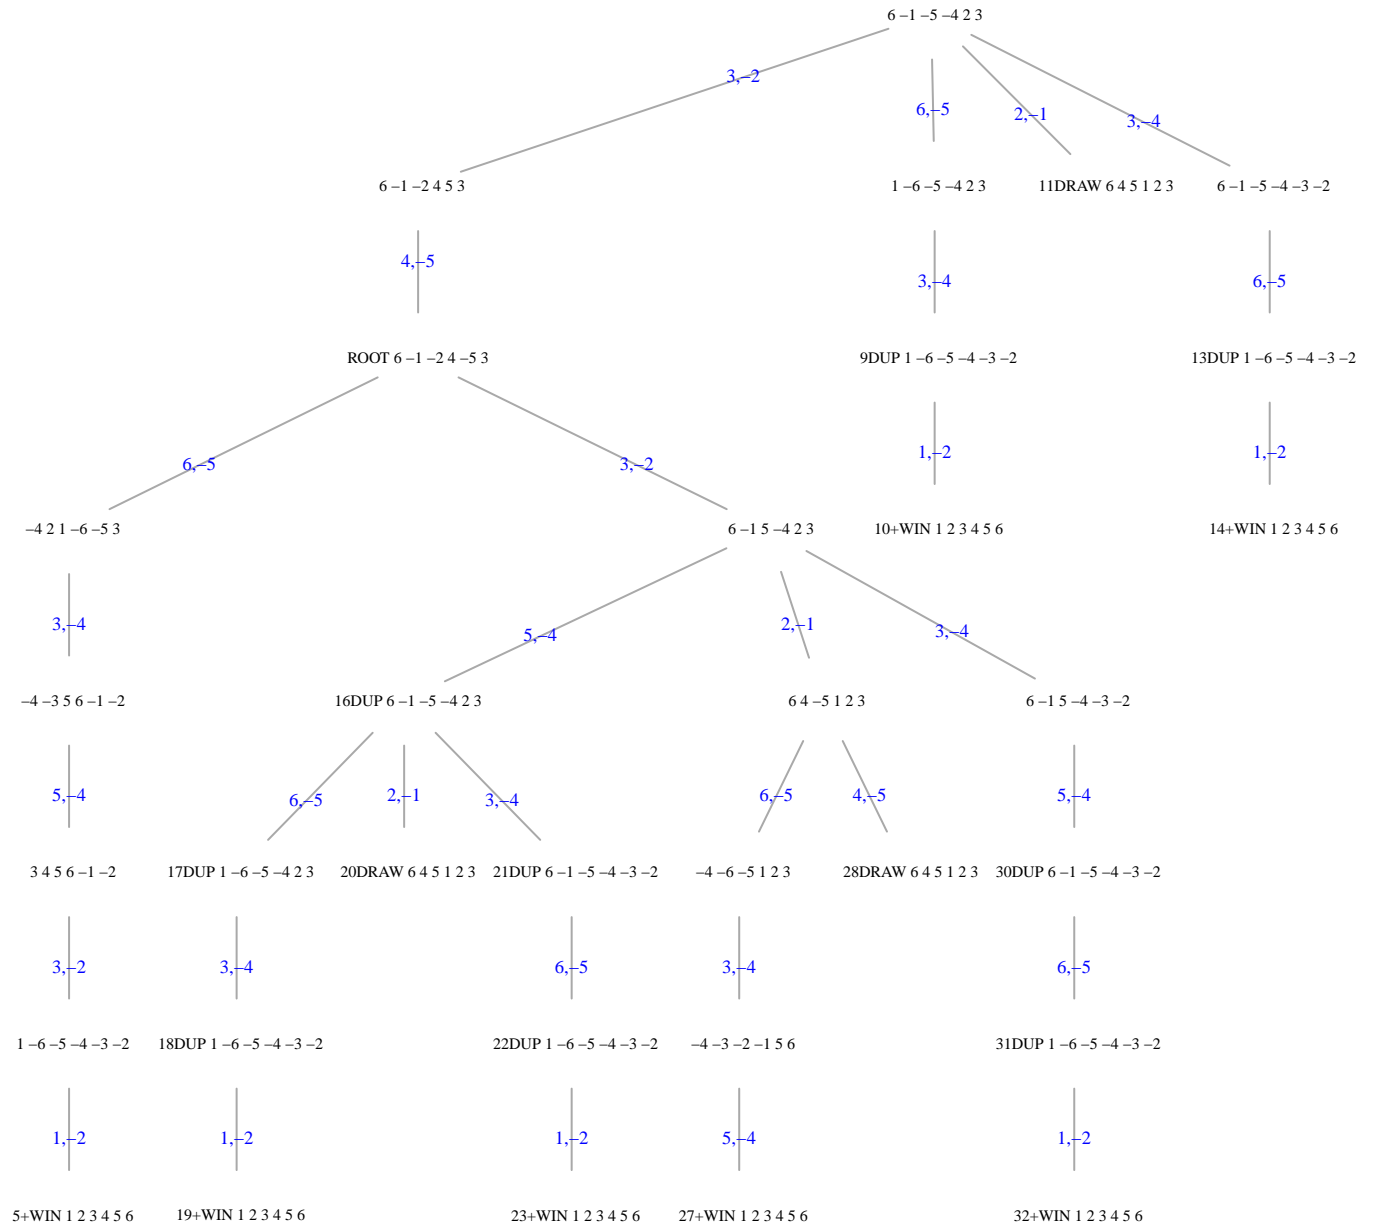 6 –1 –5 –4 2 3
3,–2
6,–5
2,–1
3,–4
6 –1 –2 4 5 3
1 –6 –5 –4 2 3
11DRAW 6 4 5 1 2 3
6 –1 –5 –4 –3 –2
4,–5
3,–4
6,–5
ROOT 6 –1 –2 4 –5 3
9DUP 1 –6 –5 –4 –3 –2
13DUP 1 –6 –5 –4 –3 –2
6,–5
3,–2
1,–2
1,–2
–4 2 1 –6 –5 3
6 –1 5 –4 2 3
10+WIN 1 2 3 4 5 6
14+WIN 1 2 3 4 5 6
3,–4
5,–4
2,–1
3,–4
–4 –3 5 6 –1 –2
16DUP 6 –1 –5 –4 2 3
6 4 –5 1 2 3
6 –1 5 –4 –3 –2
5,–4
6,–5
2,–1
3,–4
6,–5
4,–5
5,–4
3 4 5 6 –1 –2
17DUP 1 –6 –5 –4 2 3
20DRAW 6 4 5 1 2 3
21DUP 6 –1 –5 –4 –3 –2
–4 –6 –5 1 2 3
28DRAW 6 4 5 1 2 3
30DUP 6 –1 –5 –4 –3 –2
3,–2
3,–4
6,–5
3,–4
6,–5
1 –6 –5 –4 –3 –2
18DUP 1 –6 –5 –4 –3 –2
22DUP 1 –6 –5 –4 –3 –2
–4 –3 –2 –1 5 6
31DUP 1 –6 –5 –4 –3 –2
1,–2
1,–2
1,–2
5,–4
1,–2
5+WIN 1 2 3 4 5 6
19+WIN 1 2 3 4 5 6
23+WIN 1 2 3 4 5 6
27+WIN 1 2 3 4 5 6
32+WIN 1 2 3 4 5 6